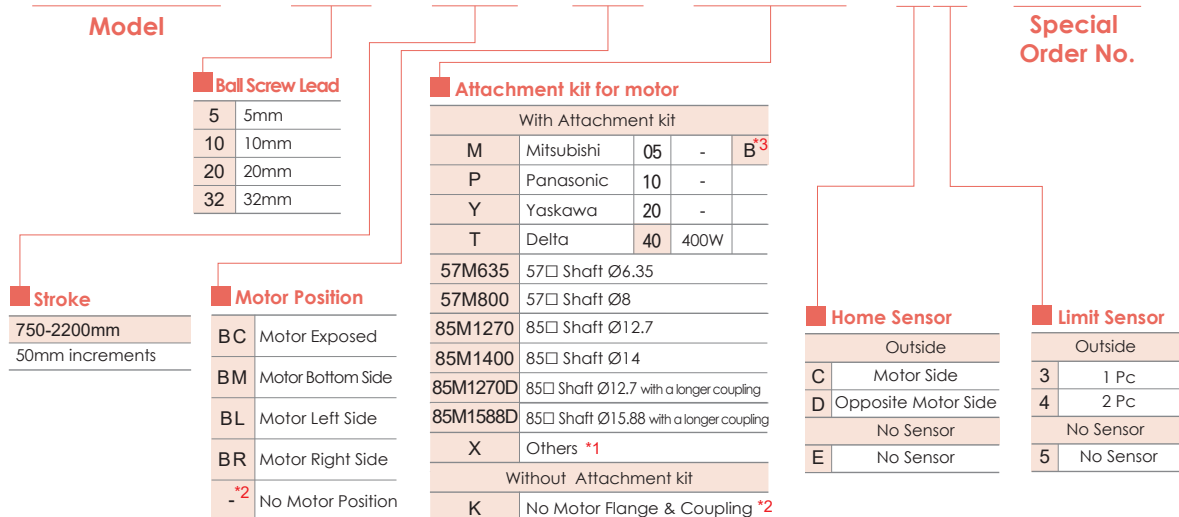 Model
Special
Order No.
Ball Screw Lead
5 5mm
10 10mm
20 20mm
32 32mm
Attachment kit for motor
With Attachment kit
M Mitsubishi 05 - B*3
P Panasonic 10 -
Y Yaskawa 20 -
T Delta 40 400W
57M635 57□ Shaft Ø6.35
57M800 57□ Shaft Ø8
85M1270 85□ Shaft Ø12.7
85M1400 85□ Shaft Ø14
85M1270D 85□ Shaft Ø12.7 with a longer coupling
85M1588D 85□ Shaft Ø15.88 with a longer coupling
X Others *1
Without Attachment kit
K No Motor Flange & Coupling *2
Stroke
750-2200mm
50mm increments
Motor Position
BC Motor Exposed
BM Motor Bottom Side
BL Motor Left Side
BR Motor Right Side
-*2 No Motor Position
Home Sensor
Outside
C Motor Side
D Opposite Motor Side
No Sensor
E No Sensor
Limit Sensor
Outside
3 1 Pc
4 2 Pc
No Sensor
5 No Sensor